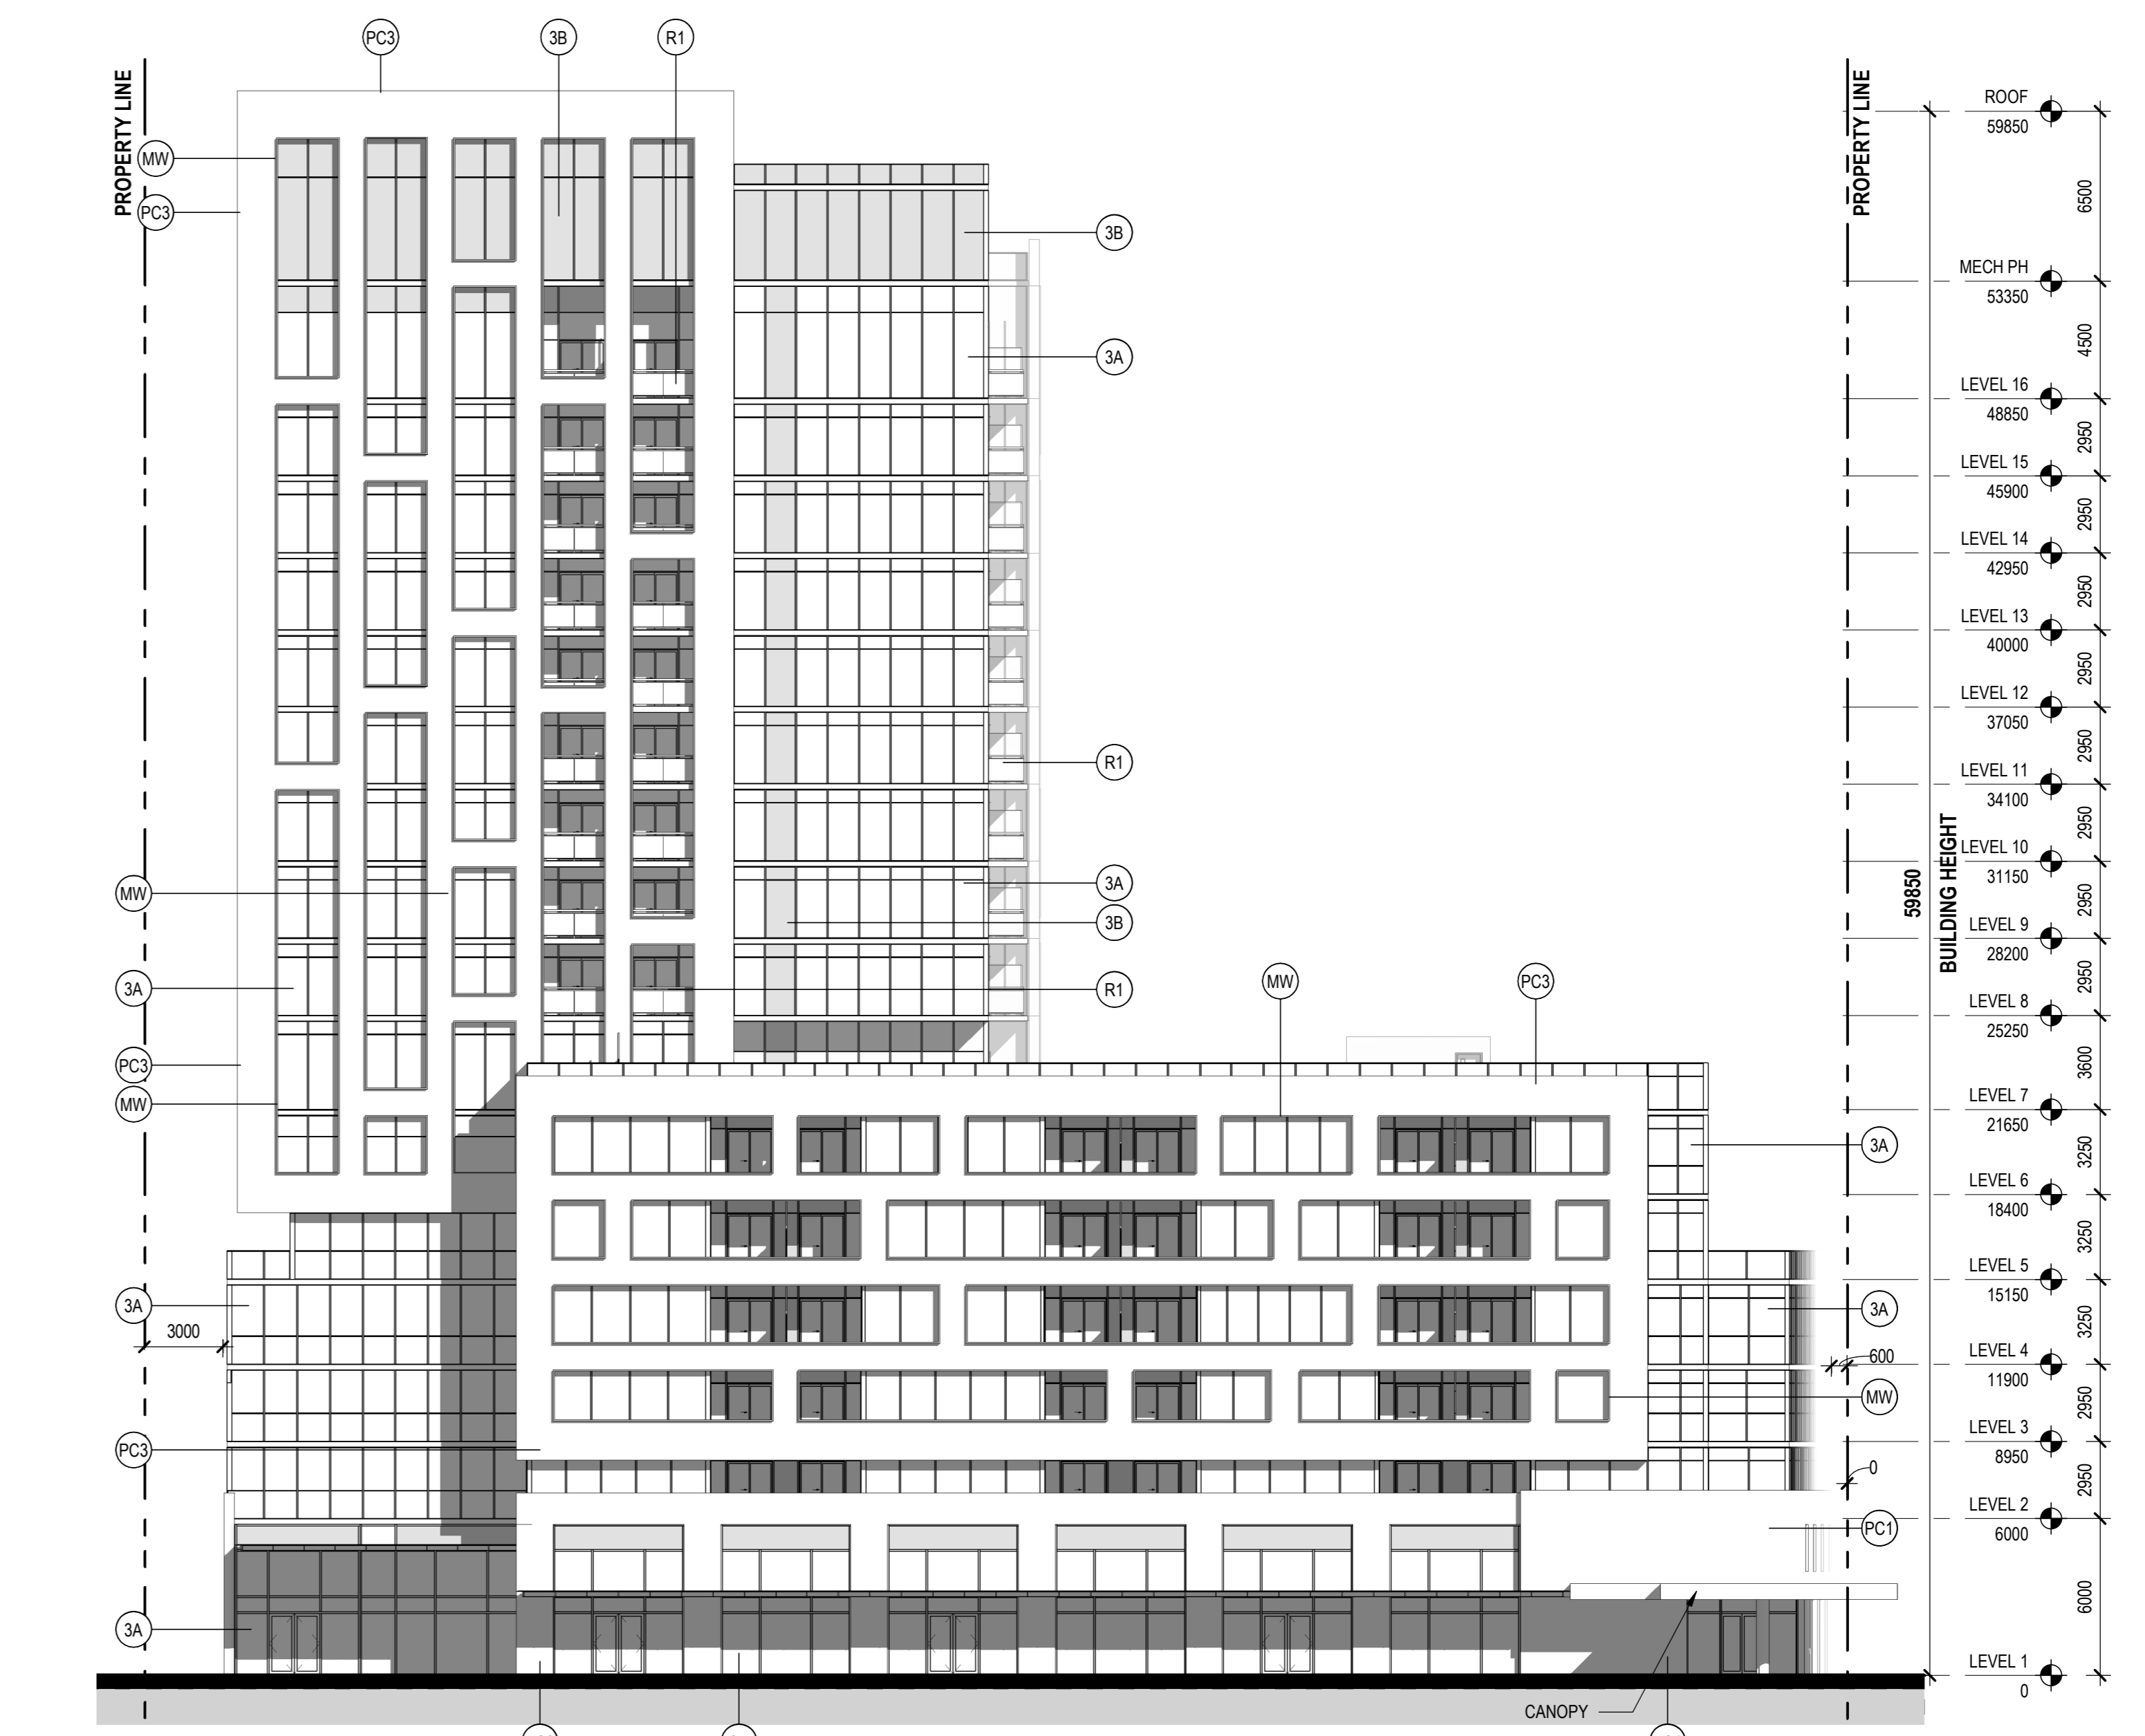 PC3
3B
R1
PROPERTY LINE
PROPERTY LINE
ROOF
59850
MW
PC3
6500
3B
MECH PH
53350
4500
3A
LEVEL 16
48850
2950
LEVEL 15
45900
2950
LEVEL 14
42950
2950
LEVEL 13
40000
2950
LEVEL 12
37050
2950
R1
LEVEL 11
34100
2950
LEVEL 10
31150
59850
BUILDING HEIGHT
MW
3A
3B
2950
LEVEL 9
28200
2950
3A
R1
MW
PC3
LEVEL 8
25250
3600
PC3
MW
LEVEL 7
21650
3A
3250
LEVEL 6
18400
3250
LEVEL 5
15150
3A
3A
3000
3250
LEVEL 4
11900
600
MW
2950
PC3
LEVEL 3
8950
0
2950
LEVEL 2
6000
PC1
6000
3A
LEVEL 1
0
CANOPY